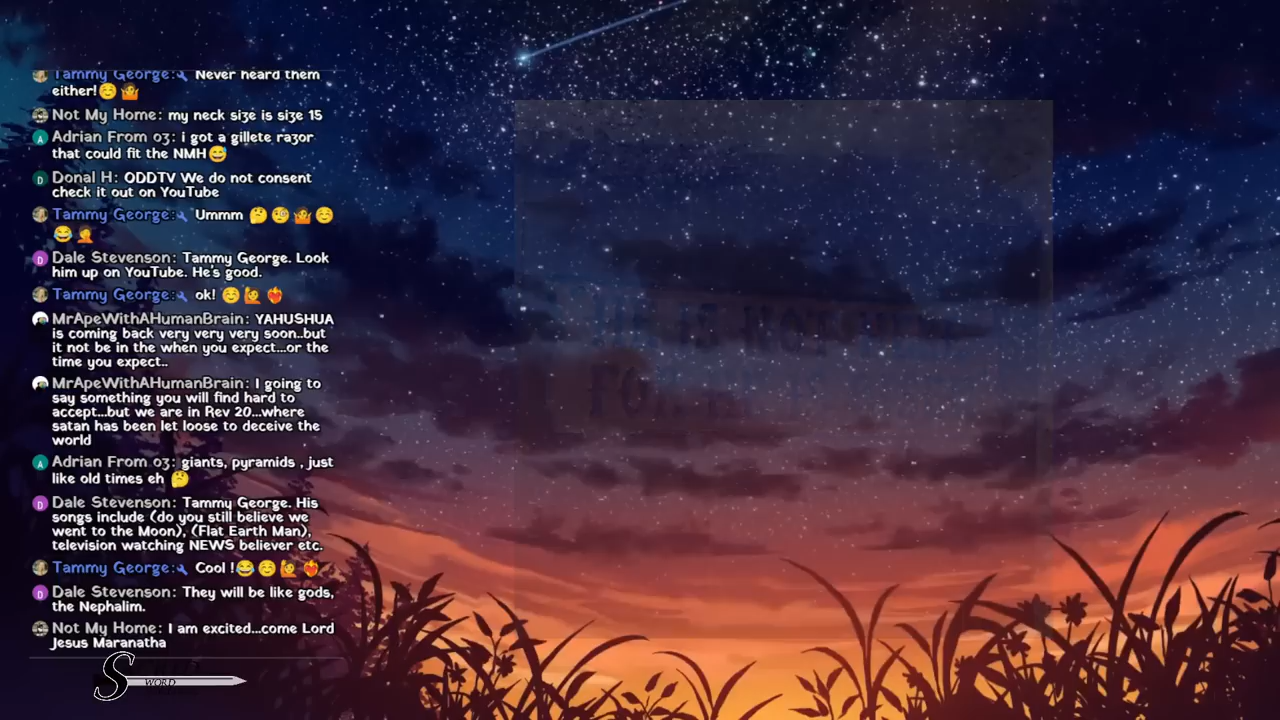 Tammy George: Never heard them
either!☺️🤷
Not My Home: my neck size is size 15
Adrian From 03: i got a gillete razor
that could fit the NMH😅
Donal H: ODDTV We do not consent
check it out on YouTube
Tammy George: Ummm 🤔🧐🤷☺️
😂🤦
Dale Stevenson: Tammy George. Look
him up on YouTube. He's good.
Tammy George: ok! ☺️🙋❤️‍🔥
MrApeWithAHumanBrain: YAHUSHUA
is coming back very very very soon..but
it not be in the when you expect...or the
time you expect..
MrApeWithAHumanBrain: I going to
say something you will find hard to
accept...but we are in Rev 20...where
satan has been let loose to deceive the
world
Adrian From 03: giants, pyramids , just
like old times eh 🤔
Dale Stevenson: Tammy George. His
songs include (do you still believe we
went to the Moon), (Flat Earth Man),
television watching NEWS believer etc.
Tammy George: Cool !😂☺️🙋❤️‍🔥
Dale Stevenson: They will be like gods,
the Nephalim.
Not My Home: I am excited...come Lord
Jesus Maranatha
SWORD
HE IS NOT
FOR